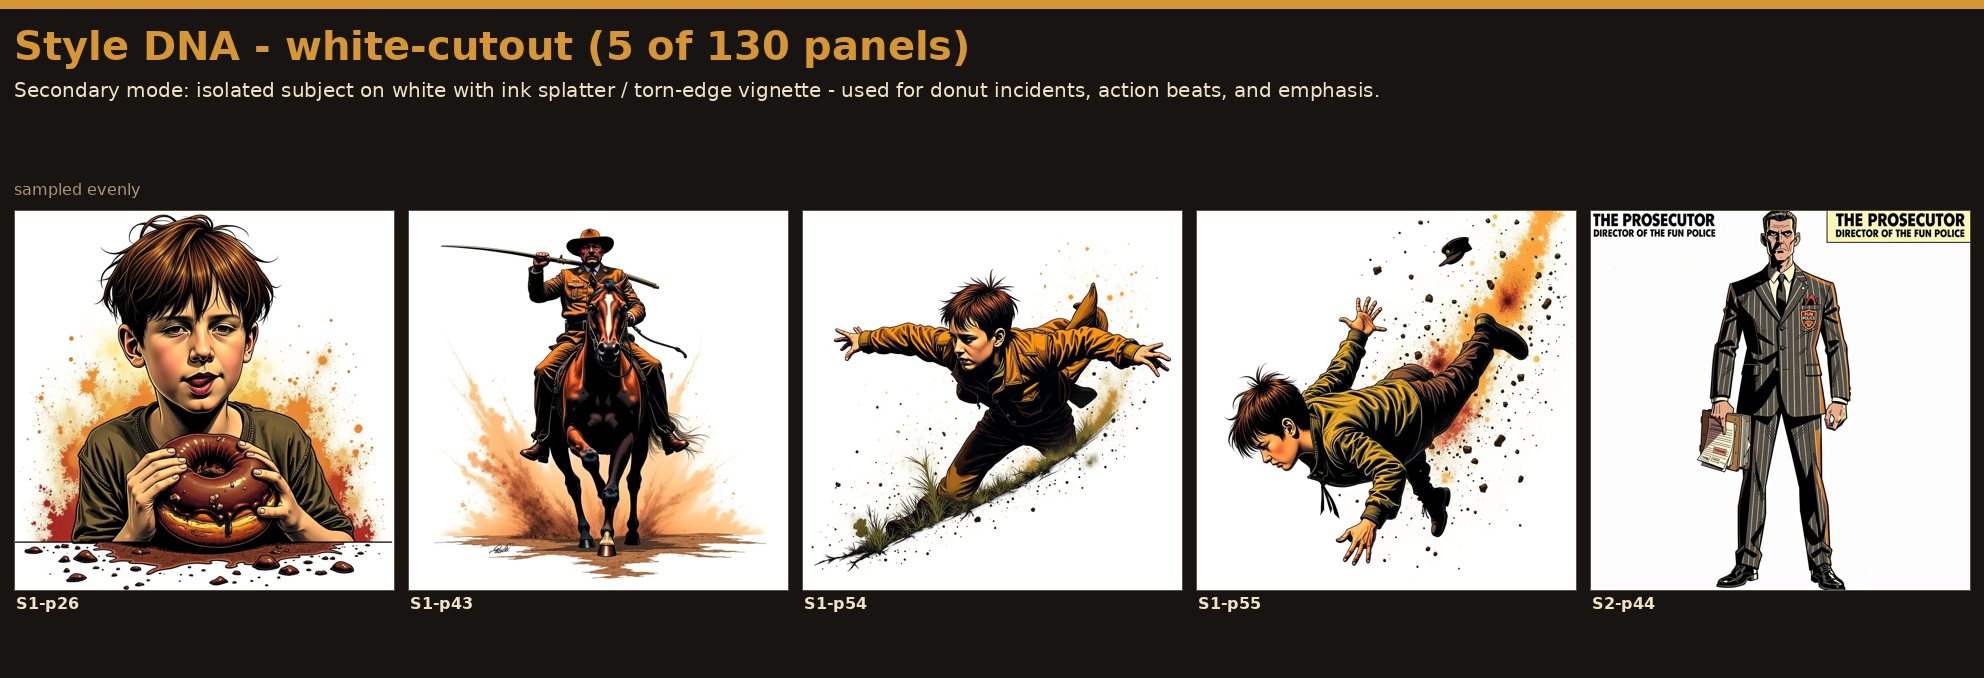 Style DNA - white-cutout (5 of 130 panels)
Secondary mode: isolated subject on white with ink splatter / torn-edge vignette - used for donut incidents, action beats, and emphasis.
sampled evenly
THE PROSECUTOR
DIRECTOR OF THE FUN POLICE
THE PROSECUTOR
DIRECTOR OF THE FUN POLICE
FUN
POLICE
S1-p26
S1-p43
S1-p54
S1-p55
S2-p44